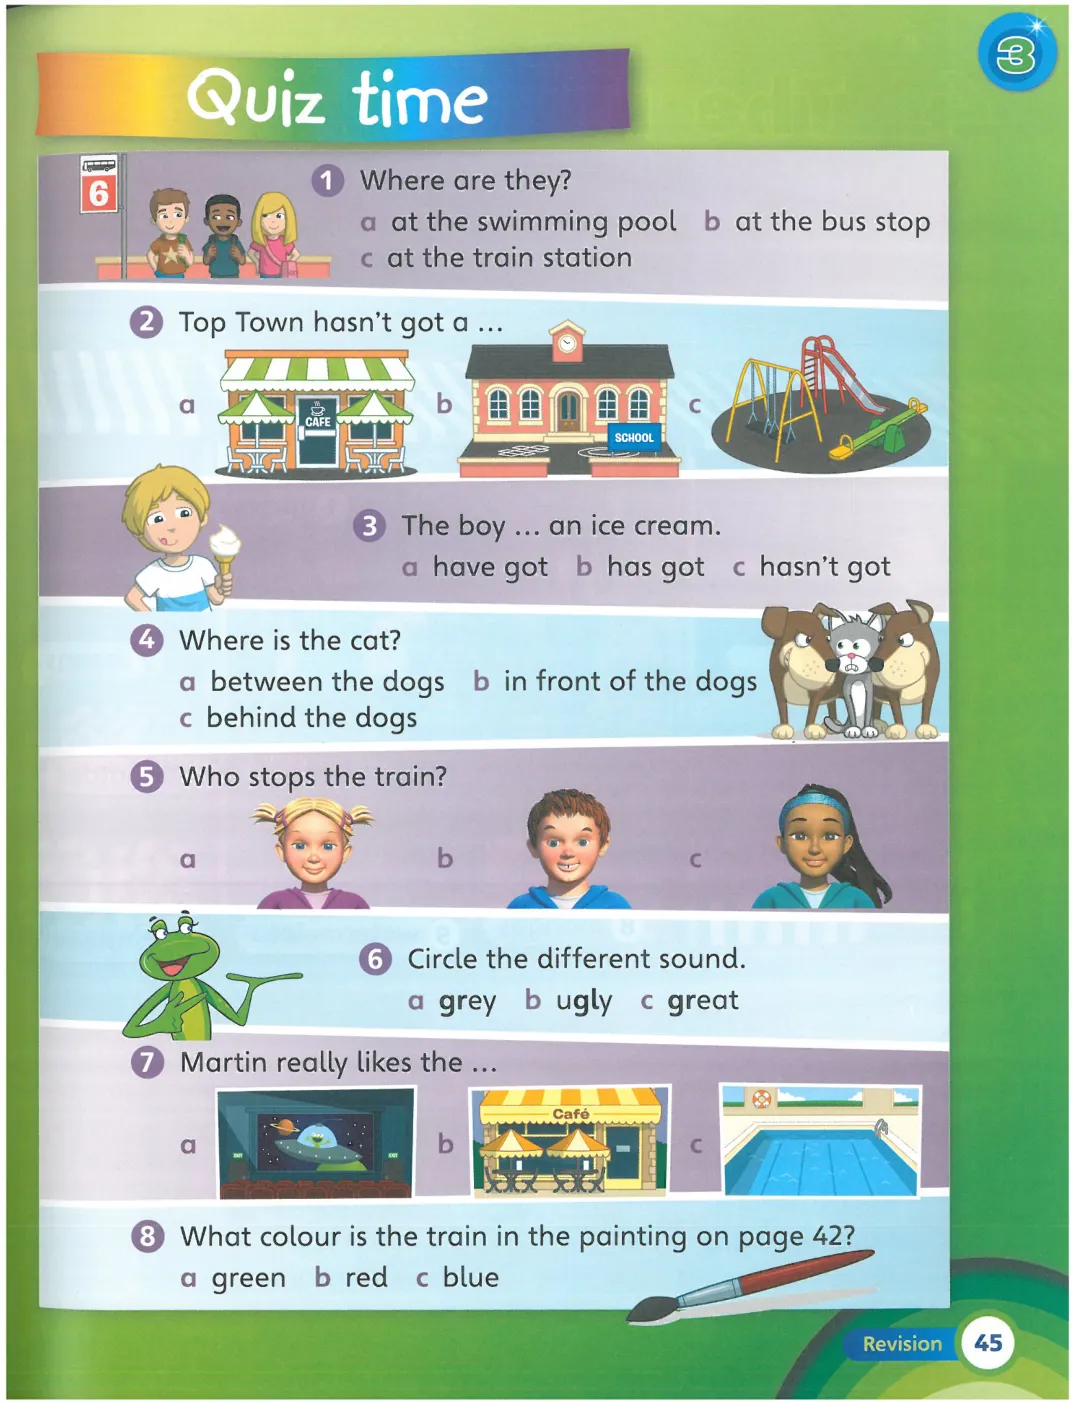 3
Quiz time
6
1 Where are they?
a at the swimming pool b at the bus stop
c at the train station
2 Top Town hasn't got a ...
a b c
CAFE
SCHOOL
3 The boy ... an ice cream.
a have got b has got c hasn't got
4 Where is the cat?
a between the dogs b in front of the dogs
c behind the dogs
5 Who stops the train?
a b c
6 Circle the different sound.
a grey b ugly c great
7 Martin really likes the ...
a b c
EXIT EXIT
Café
8 What colour is the train in the painting on page 42?
a green b red c blue
Revision 45